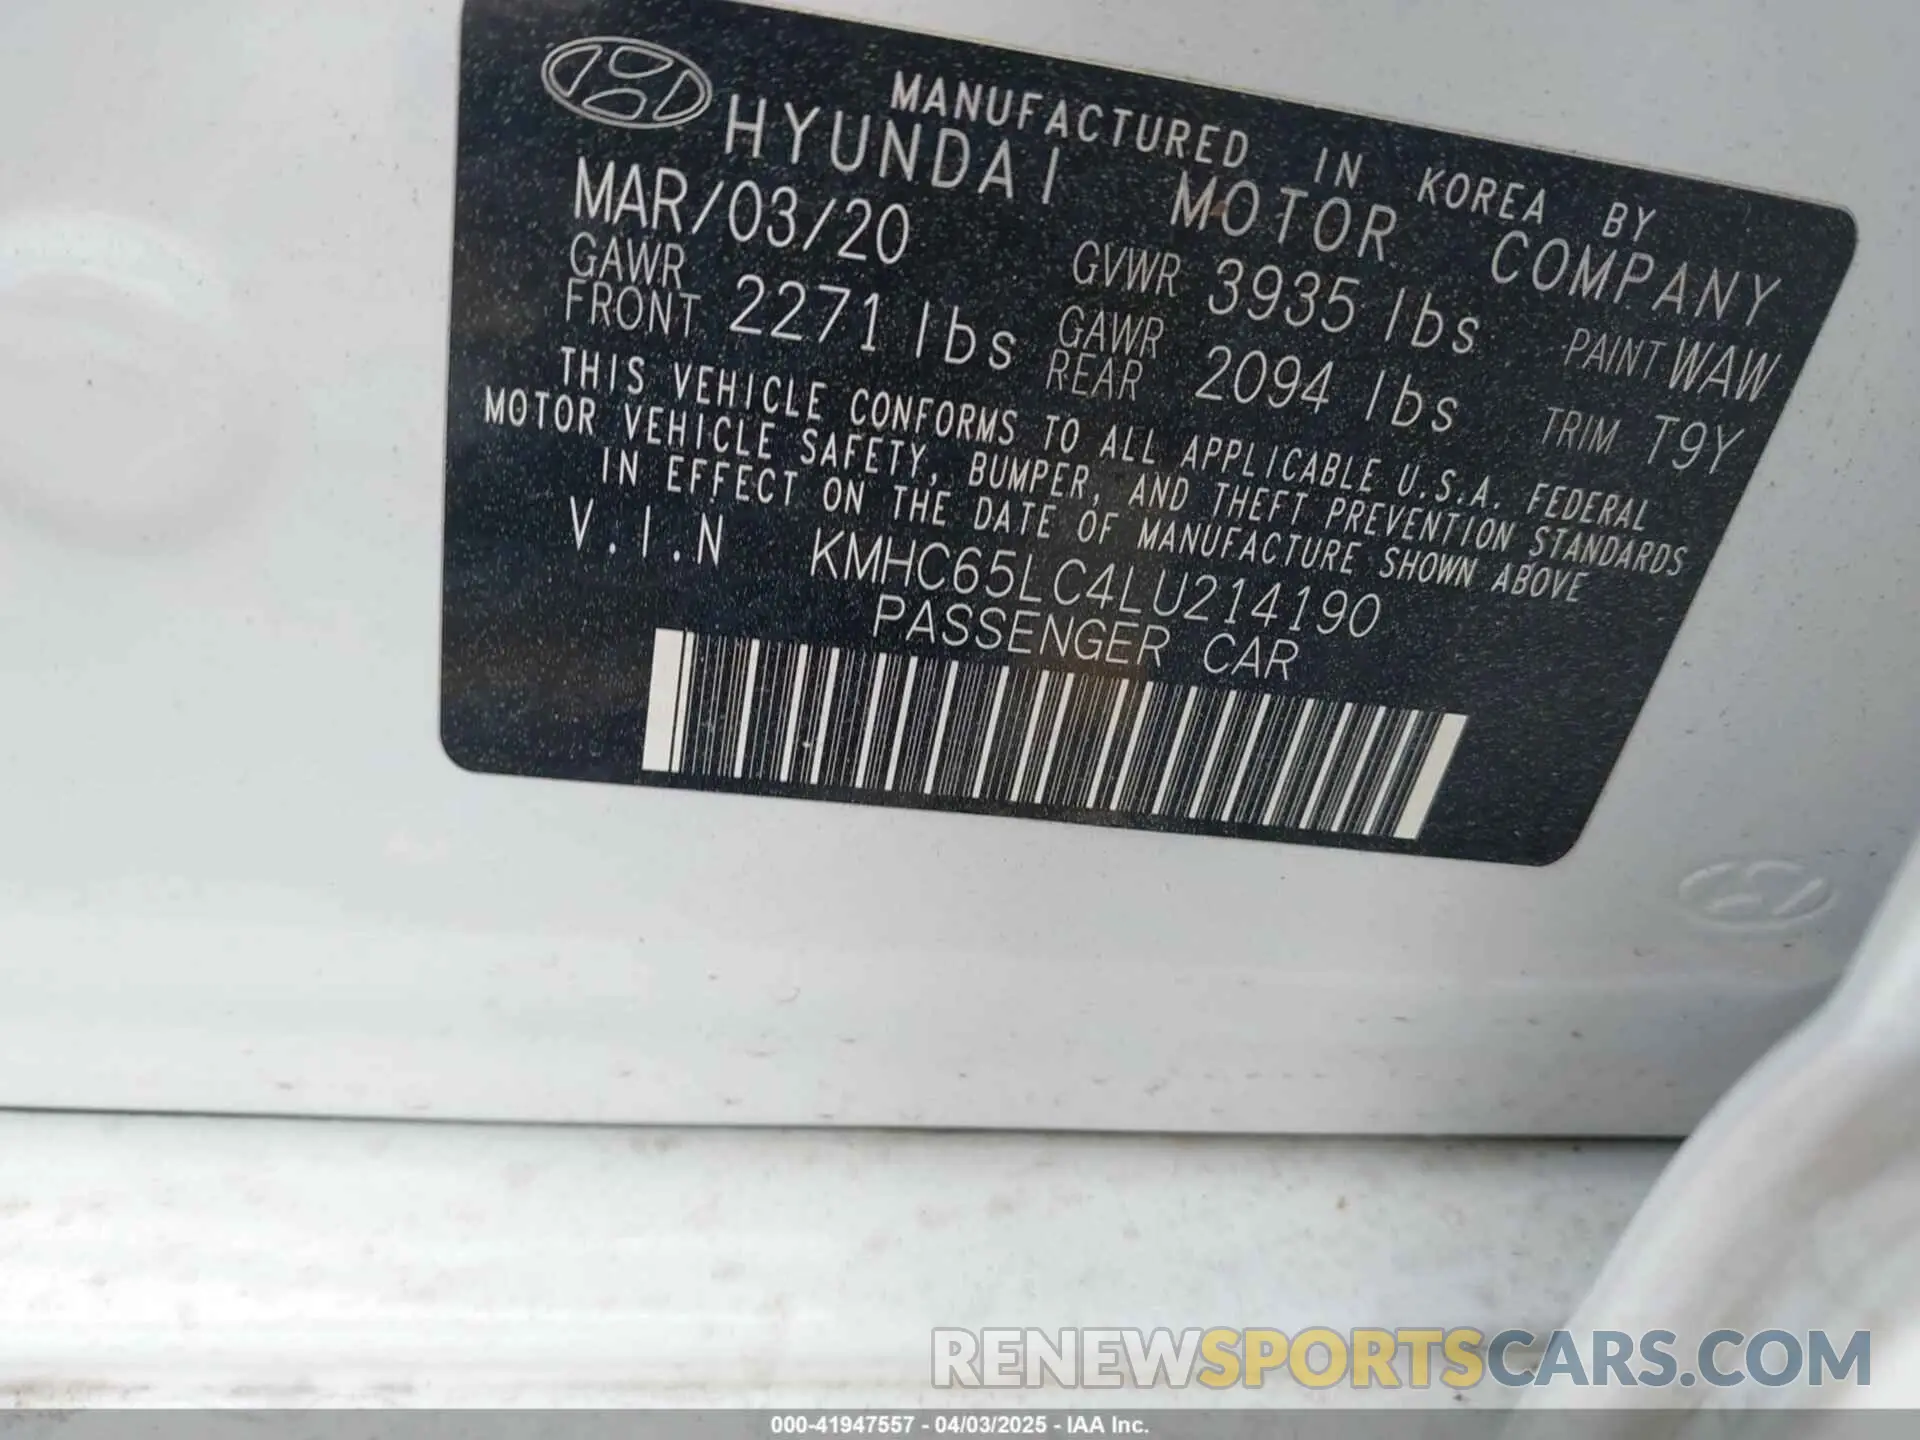 MANUFACTURED IN KOREA BY
HYUNDAI MOTOR COMPANY
MAR/03/20 GVWR 3935 lbs PAINT WAW
GAWR FRONT 2271 lbs GAWR REAR 2094 lbs TRIM T9Y
THIS VEHICLE CONFORMS TO ALL APPLICABLE U.S.A. FEDERAL
MOTOR VEHICLE SAFETY, BUMPER, AND THEFT PREVENTION STANDARDS
IN EFFECT ON THE DATE OF MANUFACTURE SHOWN ABOVE
V.I.N KMHC65LC4LU214190
PASSENGER CAR
RENEWSPORTSCARS.COM
000-41947557 - 04/03/2025 - IAA Inc.